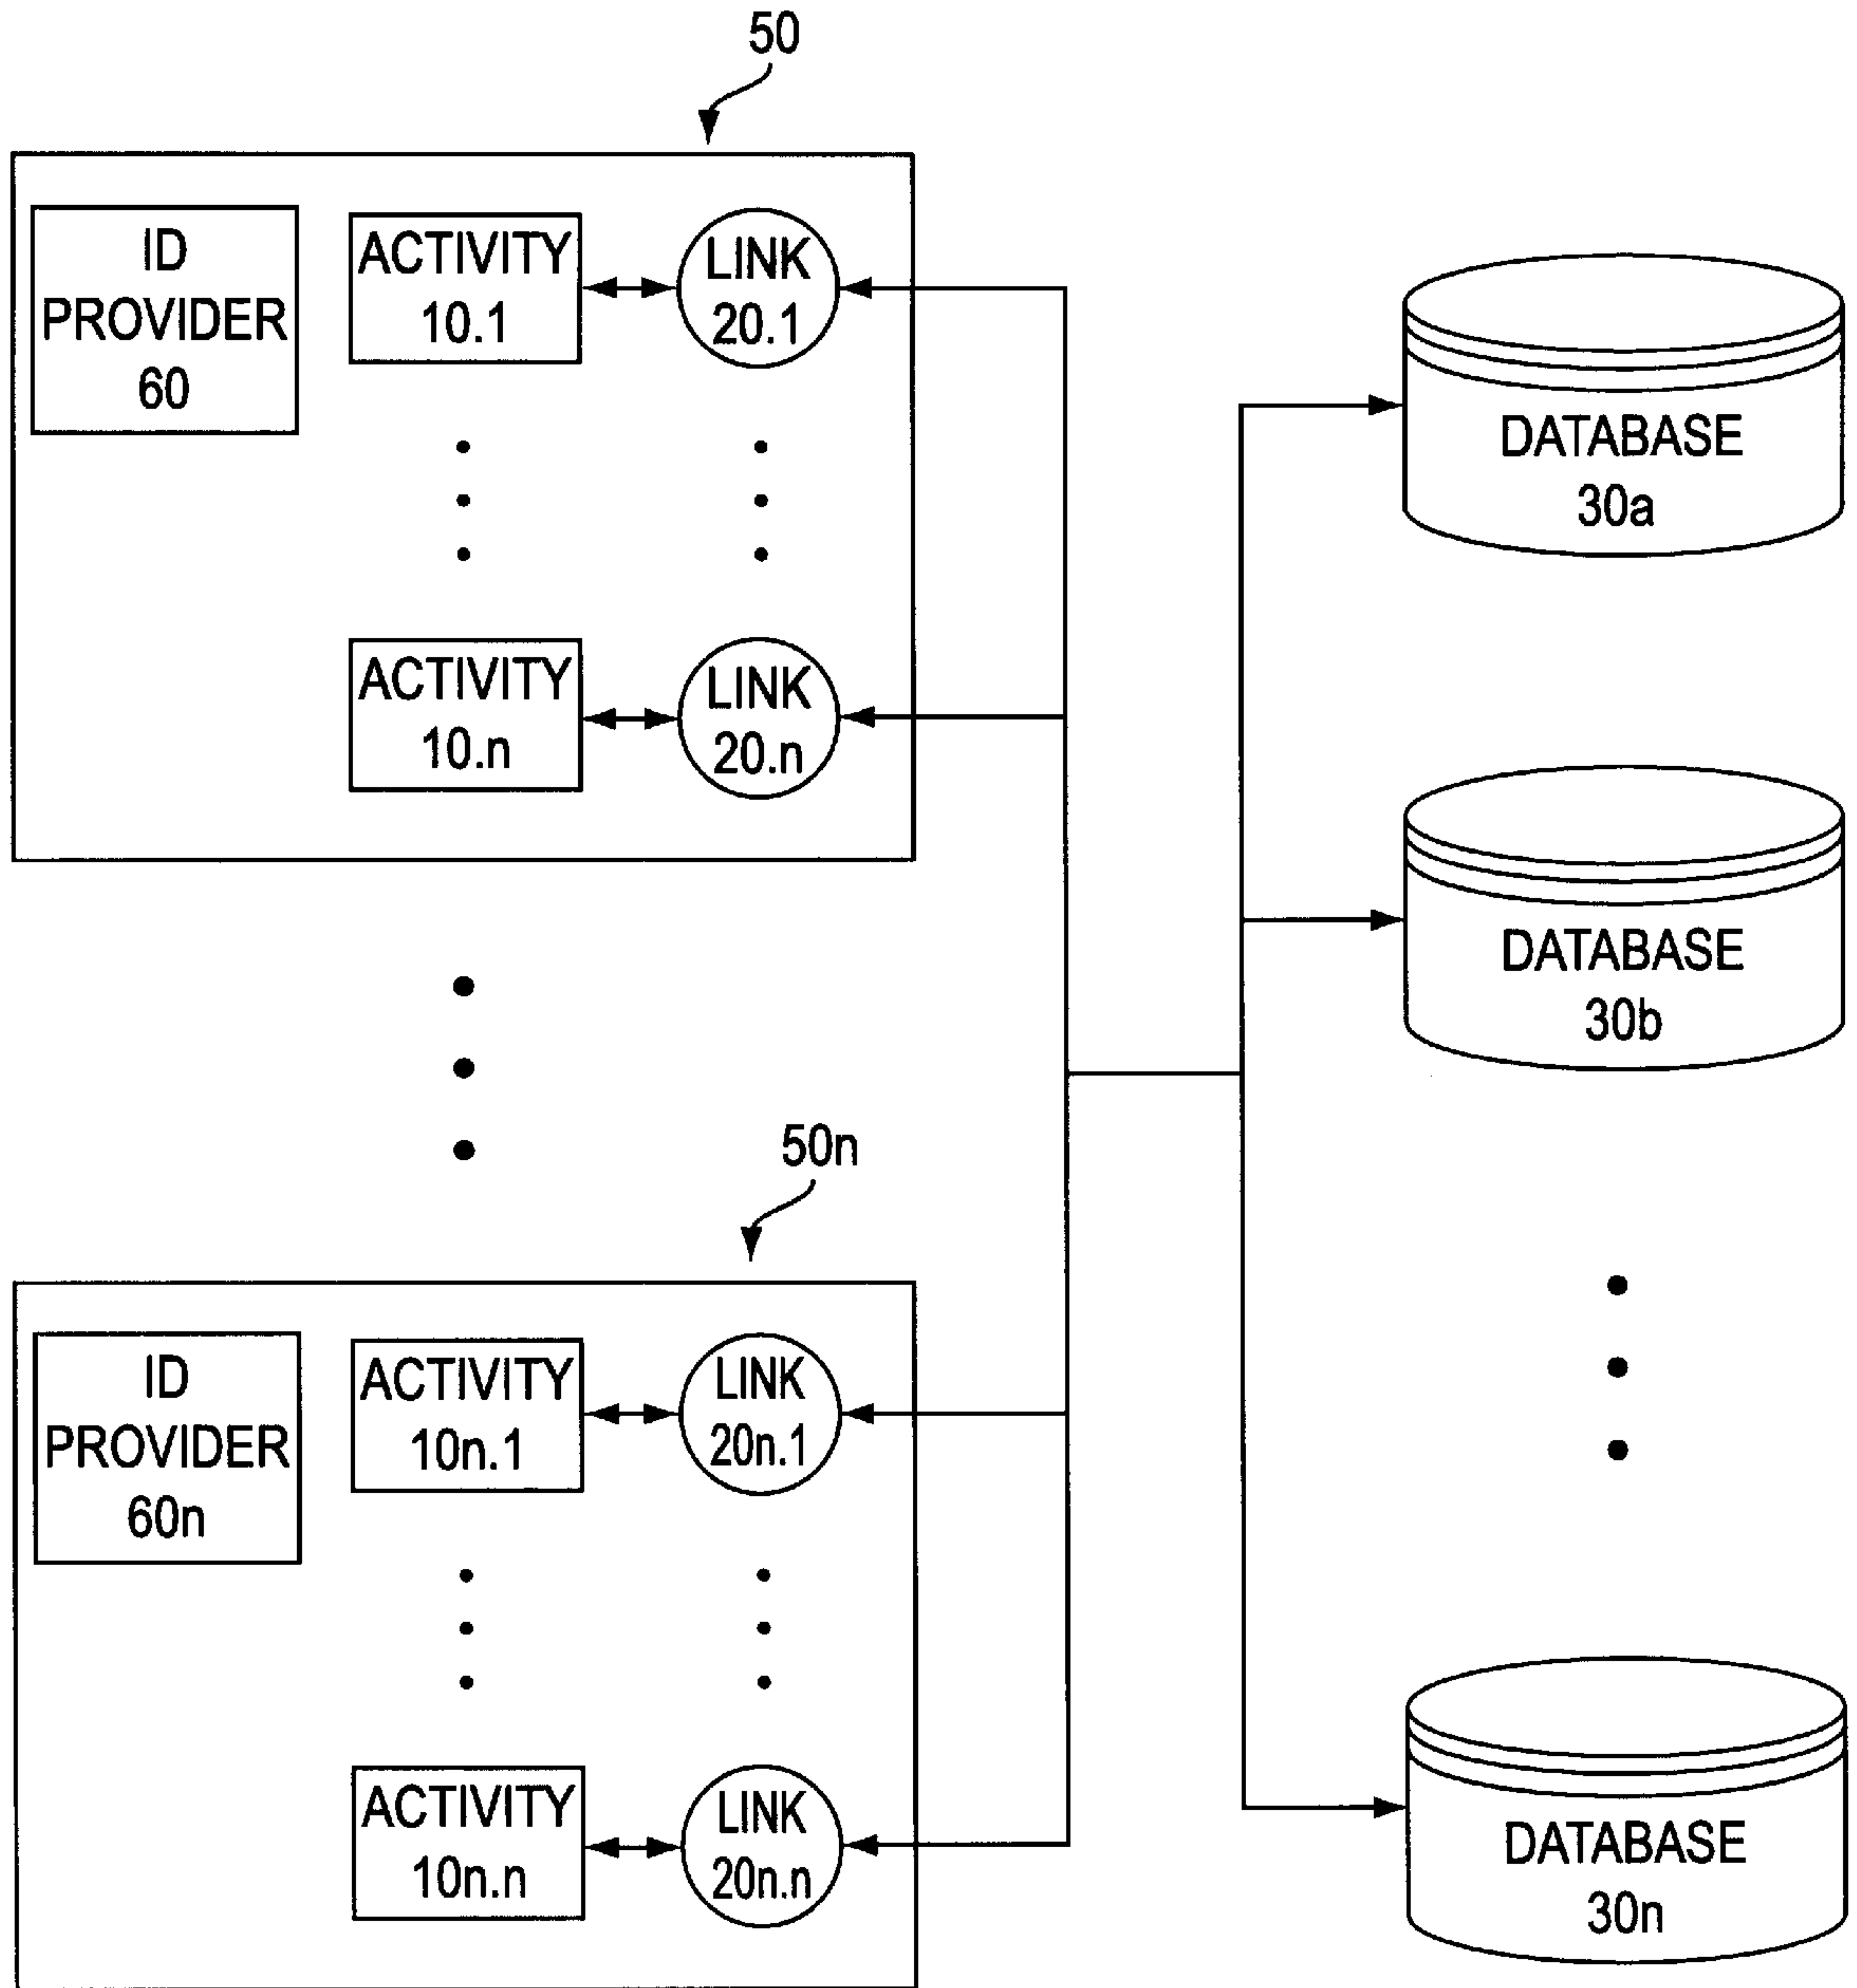 50
ID
PROVIDER
60
ACTIVITY
10.1
LINK
20.1
ACTIVITY
10.n
LINK
20.n
DATABASE
30a
DATABASE
30b
50n
ID
PROVIDER
60n
ACTIVITY
10n.1
LINK
20n.1
ACTIVITY
10n.n
LINK
20n.n
DATABASE
30n